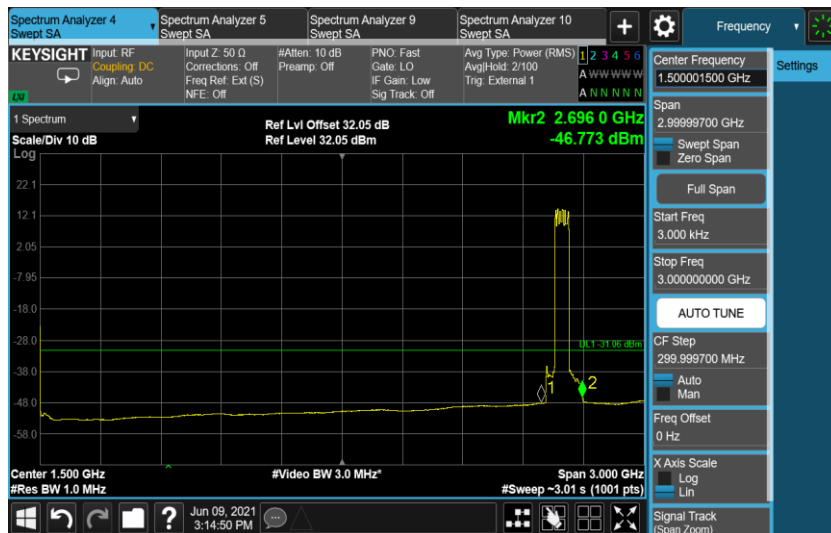 Spectrum Analyzer 4
Swept SA
Spectrum Analyzer 5
Swept SA
Spectrum Analyzer 9
Swept SA
Spectrum Analyzer 10
Swept SA
+
Frequency
KEYSIGHT
Input: RF
Coupling: DC
Align: Auto
Input Z: 50 Ω
Corrections: Off
Freq Ref: Ext (S)
NFE: Off
#Atten: 10 dB
Preamp: Off
PNO: Fast
Gate: LO
IF Gain: Low
Sig Track: Off
Avg Type: Power (RMS)
Avg|Hold: 2/100
Trig: External 1
1 2 3 4 5 6
A W W W W W
A N N N N N
LXI
Center Frequency
1.500001500 GHz
Settings
Span
2.99999700 GHz
Swept Span
Zero Span
Full Span
Start Freq
3.000 kHz
Stop Freq
3.000000000 GHz
AUTO TUNE
CF Step
299.999700 MHz
Auto
Man
Freq Offset
0 Hz
X Axis Scale
Log
Lin
Signal Track
(Span Zoom)
1 Spectrum
Scale/Div 10 dB
Log
Ref Lvl Offset 32.05 dB
Ref Level 32.05 dBm
Mkr2 2.696 0 GHz
-46.773 dBm
22.1
12.1
2.05
-7.95
-18.0
-28.0
-38.0
-48.0
-58.0
DL1 -31.06 dBm
1
2
Center 1.500 GHz
#Res BW 1.0 MHz
#Video BW 3.0 MHz*
Span 3.000 GHz
#Sweep ~3.01 s (1001 pts)
?
Jun 09, 2021
3:14:50 PM